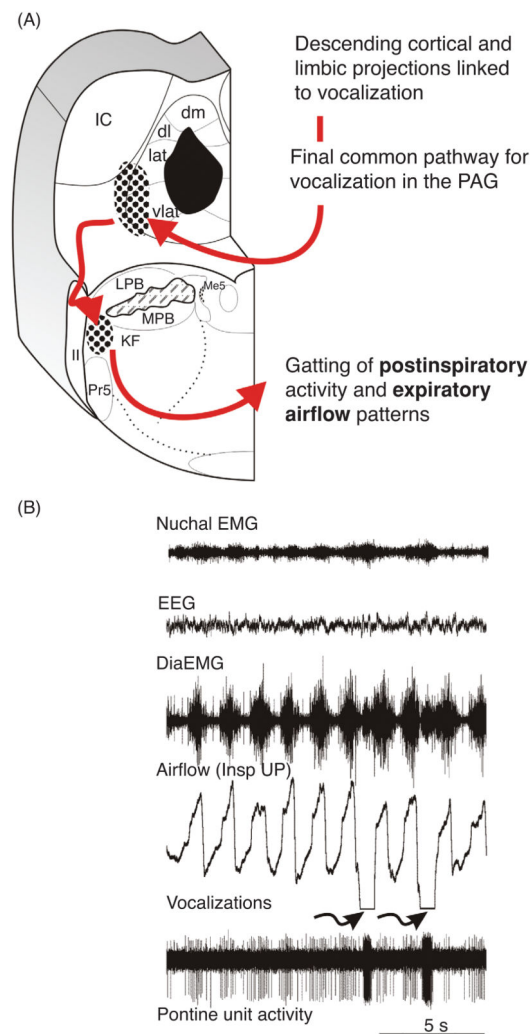 (A)
Descending cortical and
limbic projections linked
to vocalization
IC
dm
dl
lat
Final common pathway for
vocalization in the PAG
vlat
LPB
Me5
MPB
KF
ll
Pr5
Gatting of postinspiratory
activity and expiratory
airflow patterns
(B)
Nuchal EMG
EEG
DiaEMG
Airflow (Insp UP)
Vocalizations
Pontine unit activity
5 s